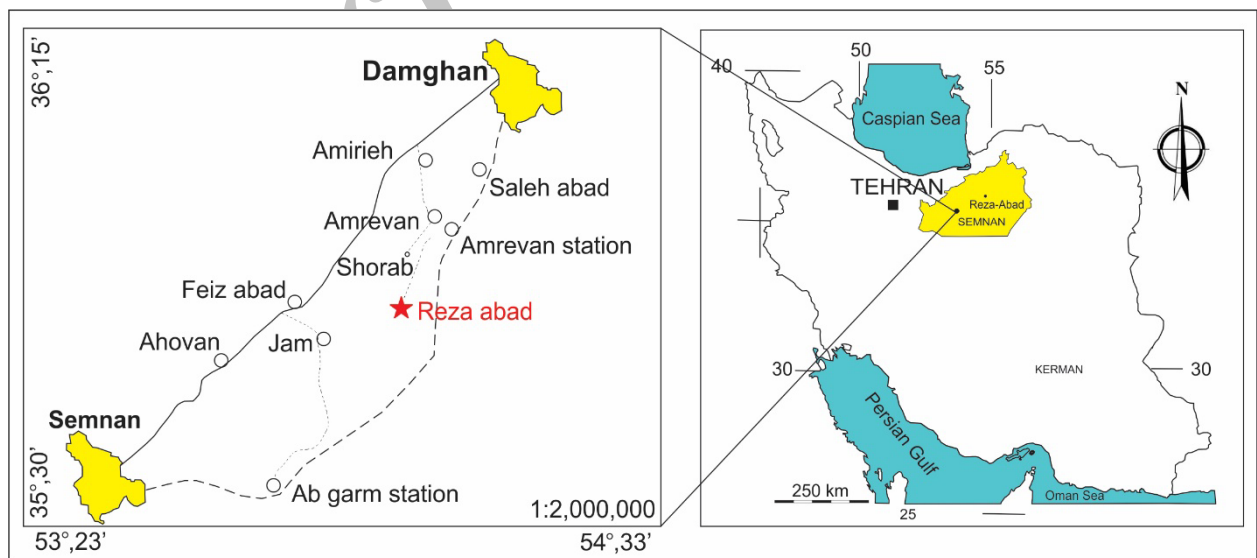 36°,15’
Damghan
Amirieh
Saleh abad
Amrevan
Amrevan station
Shorab
Feiz abad
Reza abad
Ahovan
Jam
Semnan
Ab garm station
35°,30’
1:2,000,000
53°,23’
54°,33’
50
55
40
Caspian Sea
N
TEHRAN
Reza-Abad
SEMNAN
30
KERMAN
30
Persian Gulf
250 km
Oman Sea
25